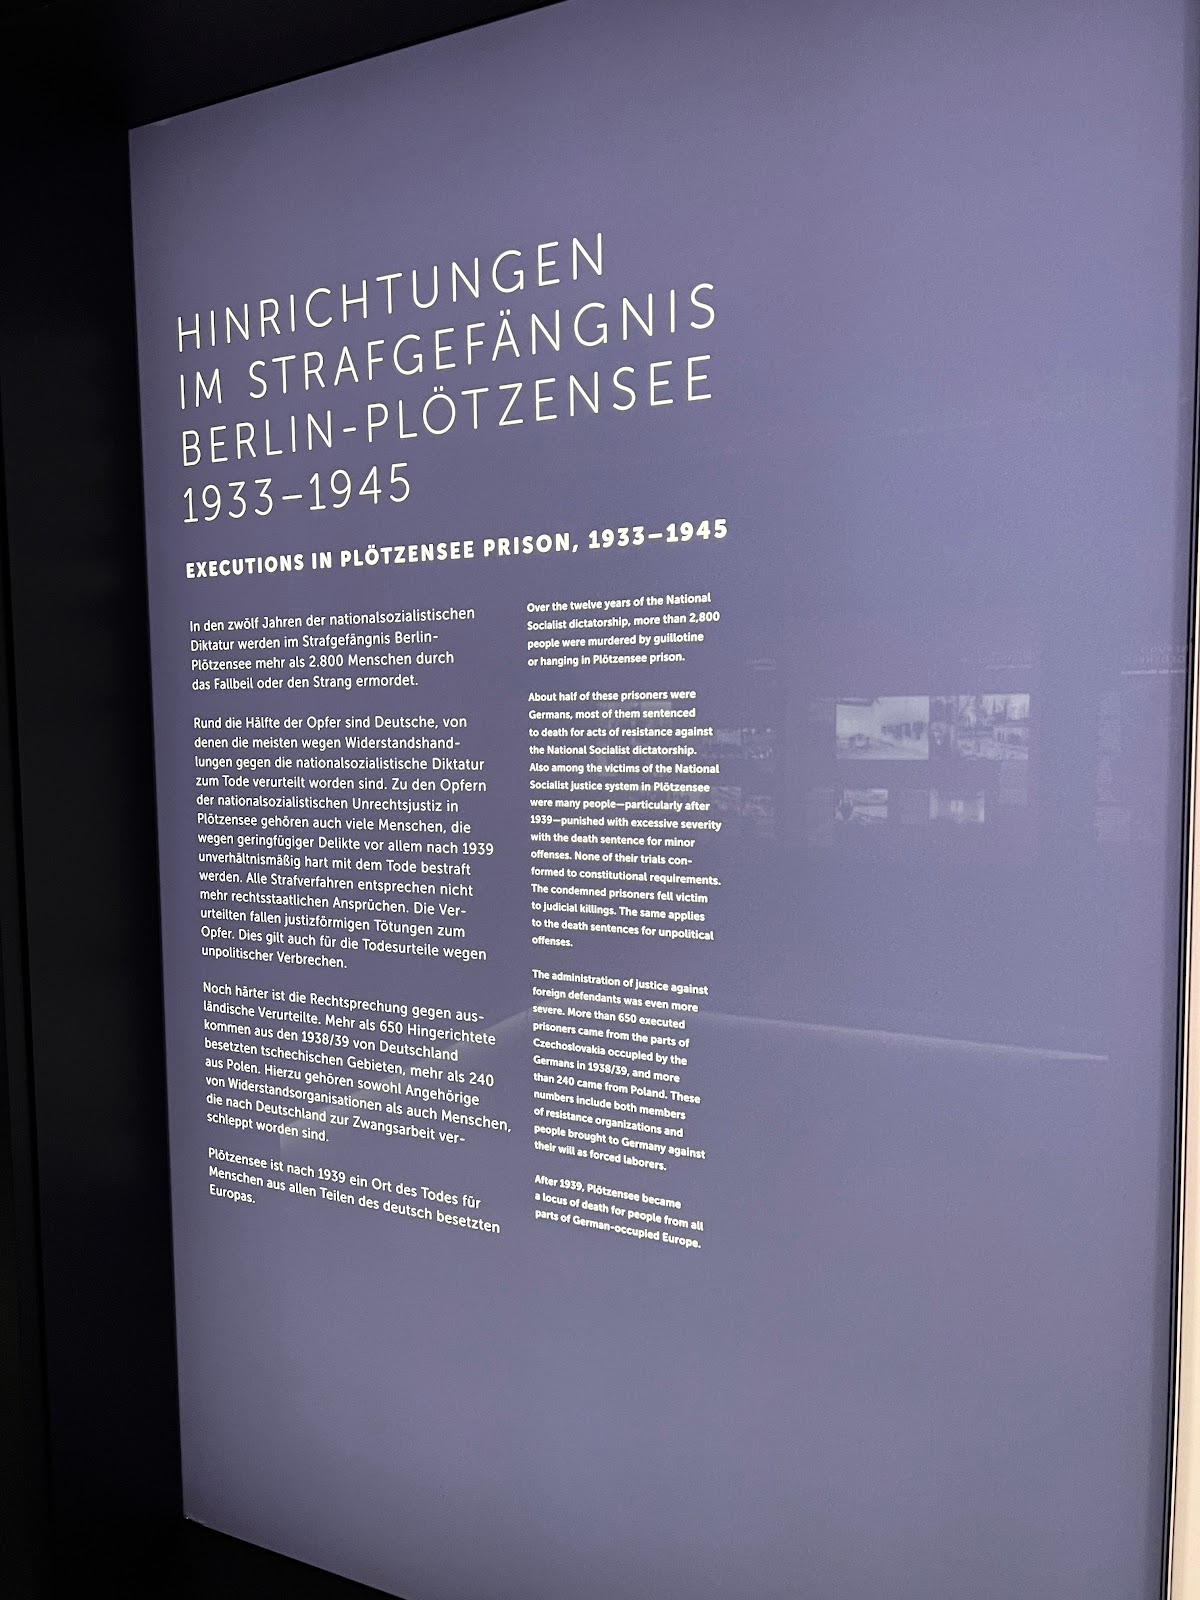 HINRICHTUNGEN
IM STRAFGEFÄNGNIS
BERLIN-PLÖTZENSEE
1933–1945
EXECUTIONS IN PLÖTZENSEE PRISON, 1933–1945
In den zwölf Jahren der nationalsozialistischen
Diktatur werden im Strafgefängnis Berlin-
Plötzensee mehr als 2.800 Menschen durch
das Fallbeil oder den Strang ermordet.
Rund die Hälfte der Opfer sind Deutsche, von
denen die meisten wegen Widerstandshand-
lungen gegen die nationalsozialistische Diktatur
zum Tode verurteilt worden sind. Zu den Opfern
der nationalsozialistischen Unrechtsjustiz in
Plötzensee gehören auch viele Menschen, die
wegen geringfügiger Delikte vor allem nach 1939
unverhältnismäßig hart mit dem Tode bestraft
werden. Alle Strafverfahren entsprechen nicht
mehr rechtsstaatlichen Ansprüchen. Die Ver-
urteilten fallen justizförmigen Tötungen zum
Opfer. Dies gilt auch für die Todesurteile wegen
unpolitischer Verbrechen.
Noch härter ist die Rechtsprechung gegen aus-
ländische Verurteilte. Mehr als 650 Hingerichtete
kommen aus den 1938/39 von Deutschland
besetzten tschechischen Gebieten, mehr als 240
aus Polen. Hierzu gehören sowohl Angehörige
von Widerstandsorganisationen als auch Menschen,
die nach Deutschland zur Zwangsarbeit ver-
schleppt worden sind.
Plötzensee ist nach 1939 ein Ort des Todes für
Menschen aus allen Teilen des deutsch besetzten
Europas.
Over the twelve years of the National
Socialist dictatorship, more than 2,800
people were murdered by guillotine
or hanging in Plötzensee prison.
About half of these prisoners were
Germans, most of them sentenced
to death for acts of resistance against
the National Socialist dictatorship.
Also among the victims of the National
Socialist justice system in Plötzensee
were many people—particularly after
1939—punished with excessive severity
with the death sentence for minor
offenses. None of their trials con-
formed to constitutional requirements.
The condemned prisoners fell victim
to judicial killings. The same applies
to the death sentences for unpolitical
offenses.
The administration of justice against
foreign defendants was even more
severe. More than 650 executed
prisoners came from the parts of
Czechoslovakia occupied by the
Germans in 1938/39, and more
than 240 came from Poland. These
numbers include both members
of resistance organizations and
people brought to Germany against
their will as forced laborers.
After 1939, Plötzensee became
a locus of death for people from all
parts of German-occupied Europe.